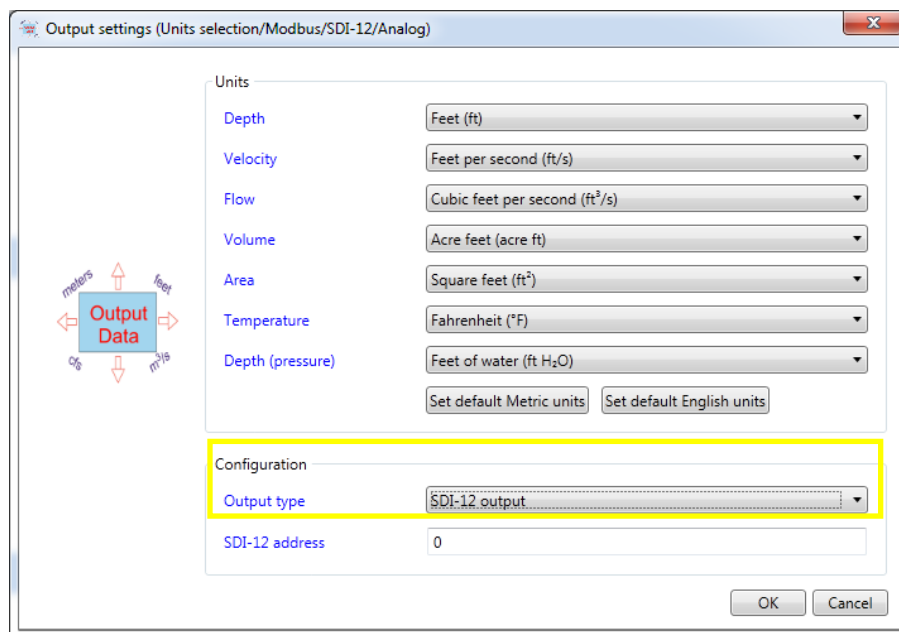 Output settings (Units selection/Modbus/SDI-12/Analog)
Units
Depth Feet (ft)
Velocity Feet per second (ft/s)
Flow Cubic feet per second (ft³/s)
Volume Acre feet (acre ft)
Area Square feet (ft²)
Temperature Fahrenheit (°F)
Depth (pressure) Feet of water (ft H₂O)
Set default Metric units Set default English units
meters feet
Output
Data
cfs m³/s
Configuration
Output type SDI-12 output
SDI-12 address 0
OK Cancel